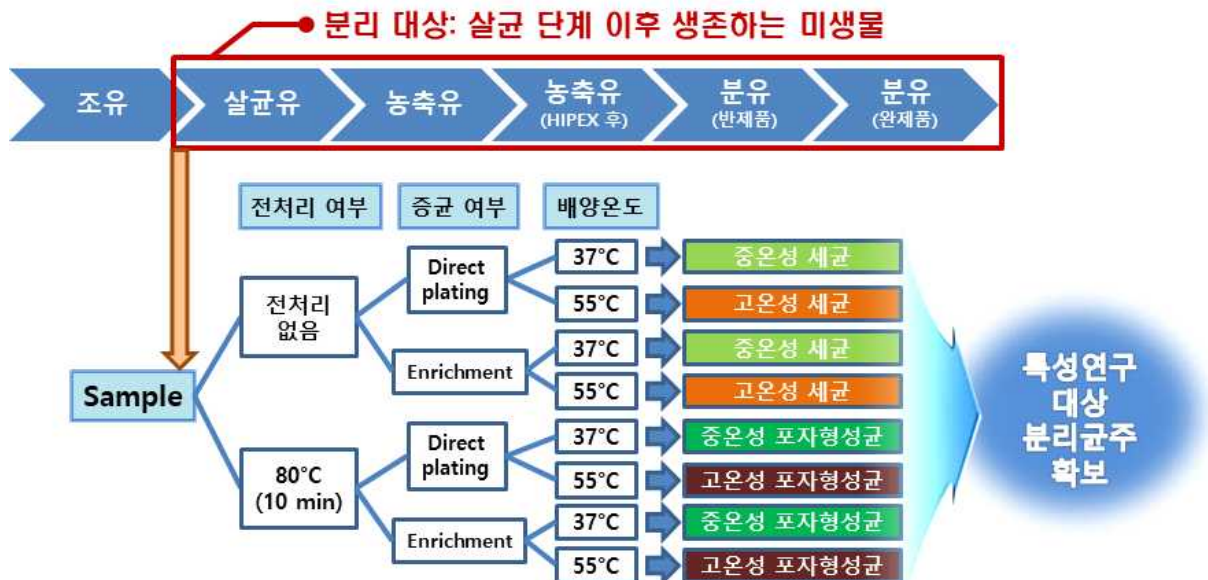 분리 대상: 살균 단계 이후 생존하는 미생물
조유
살균유
농축유
농축유
(HIPEX 후)
분유
(반제품)
분유
(완제품)
전처리 여부
증균 여부
배양온도
Sample
전처리
없음
Direct
plating
37°C
중온성 세균
55°C
고온성 세균
Enrichment
37°C
중온성 세균
55°C
고온성 세균
80°C
(10 min)
Direct
plating
37°C
중온성 포자형성균
55°C
고온성 포자형성균
Enrichment
37°C
중온성 포자형성균
55°C
고온성 포자형성균
특성연구
대상
분리균주
확보